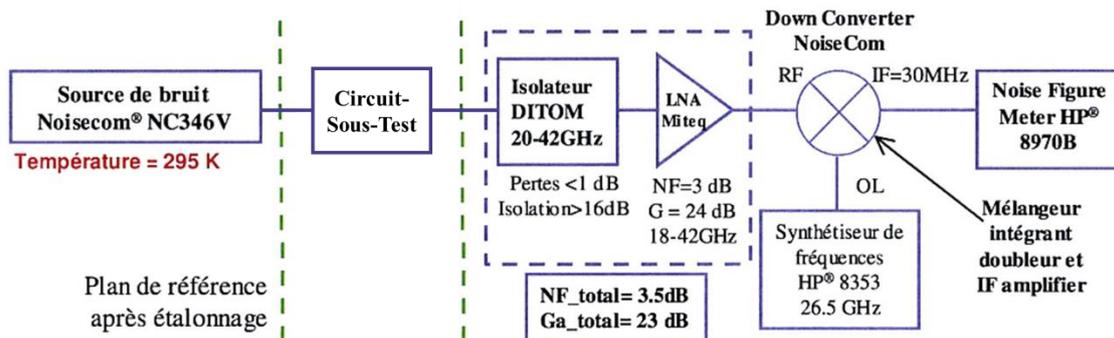 Down Converter
NoiseCom
Source de bruit
Noisecom® NC346V
Température = 295 K
Circuit-
Sous-Test
Isolateur
DITOM
20-42GHz
Pertes <1 dB
Isolation>16dB
LNA
Miteq
NF=3 dB
G = 24 dB
18-42GHz
RF
IF=30MHz
Noise Figure
Meter HP®
8970B
OL
Synthétiseur de
fréquences
HP® 8353
26.5 GHz
Mélangeur
intégrant
doubleur et
IF amplifier
Plan de référence
après étalonnage
NF_total= 3.5dB
Ga_total= 23 dB